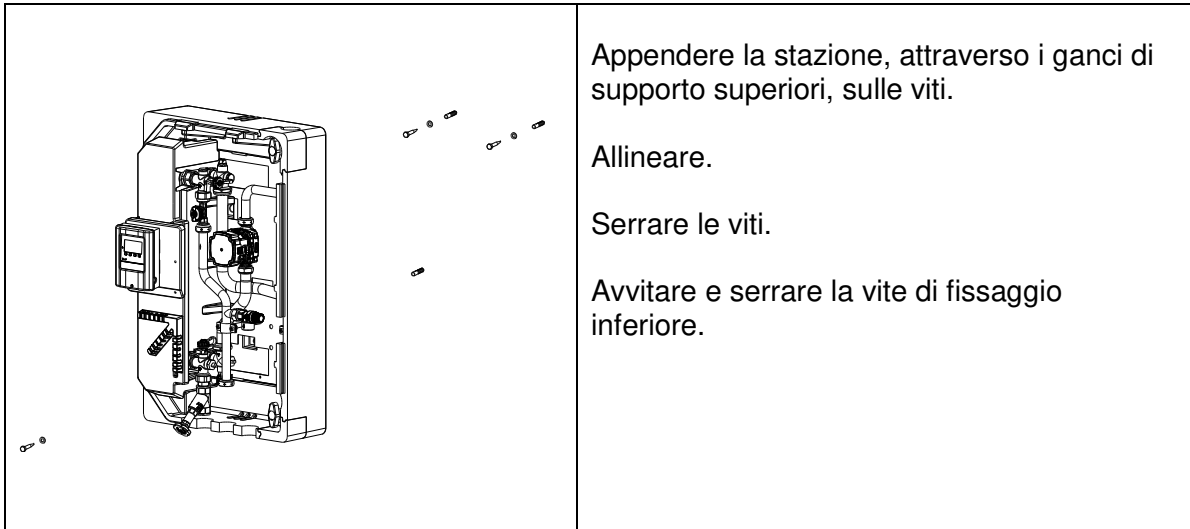 Appendere la stazione, attraverso i ganci di
supporto superiori, sulle viti.
Allineare.
Serrare le viti.
Avvitare e serrare la vite di fissaggio
inferiore.